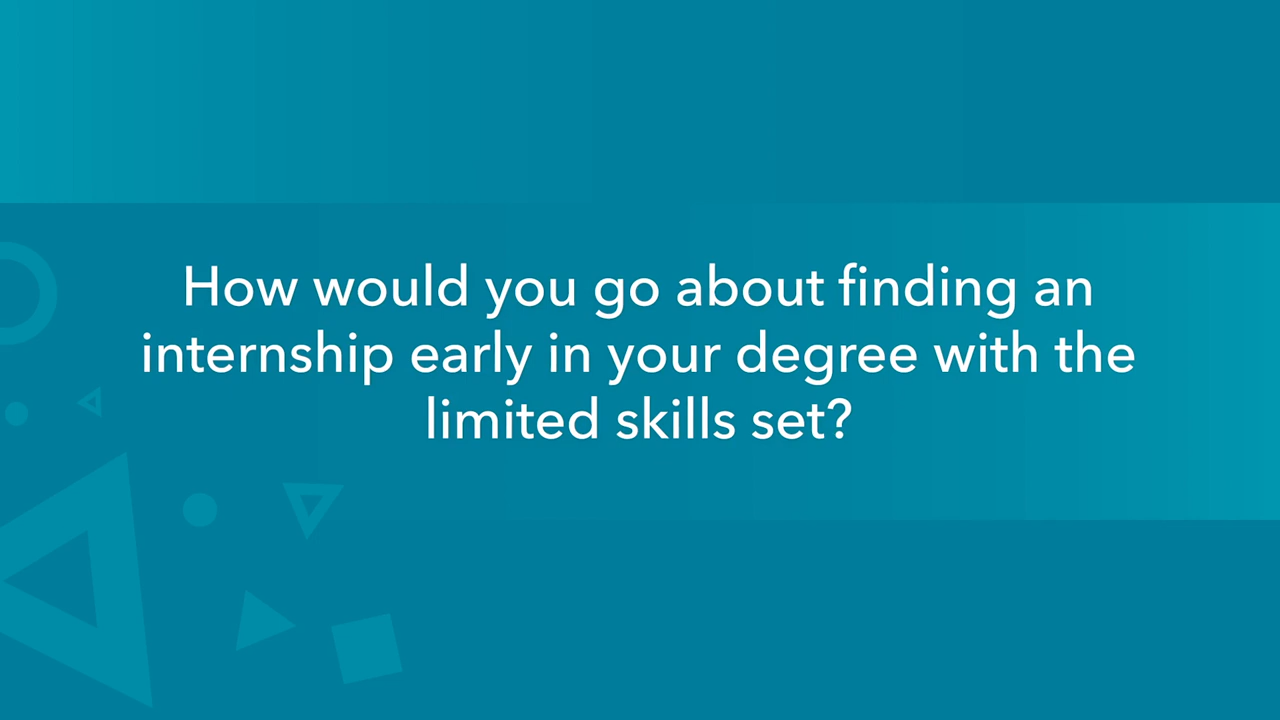 How would you go about finding an
internship early in your degree with the
limited skills set?